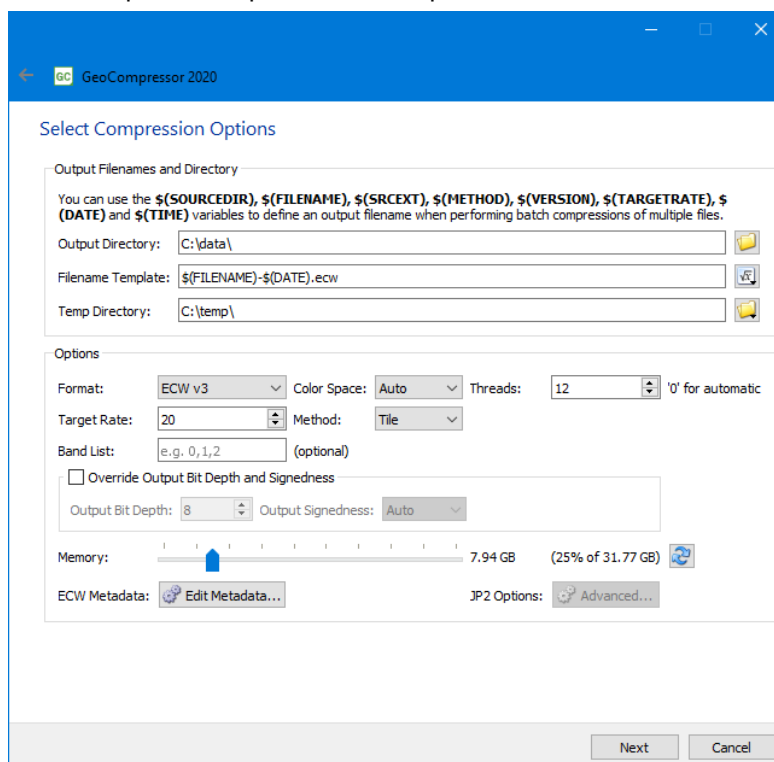 GC GeoCompressor 2020
Select Compression Options
Output Filenames and Directory
You can use the $(SOURCEDIR), $(FILENAME), $(SRCEXT), $(METHOD), $(VERSION), $(TARGETRATE), $
(DATE) and $(TIME) variables to define an output filename when performing batch compressions of multiple files.
Output Directory: C:\data\
Filename Template: $(FILENAME)-$(DATE).ecw
Temp Directory: C:\temp\
Options
Format: ECW v3 Color Space: Auto Threads: 12 '0' for automatic
Target Rate: 20 Method: Tile
Band List: e.g. 0,1,2 (optional)
Override Output Bit Depth and Signedness
Output Bit Depth: 8 Output Signedness: Auto
Memory: 7.94 GB (25% of 31.77 GB)
ECW Metadata: Edit Metadata... JP2 Options: Advanced...
Next Cancel